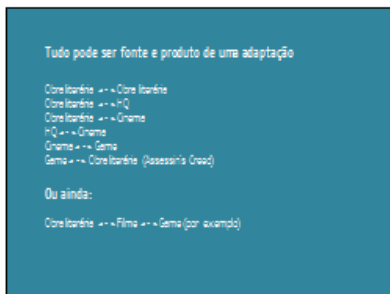 Tudo pode ser fonte e produto de uma adaptação
Obra literária <--> Obra literária
Obra literária <--> HQ
Obra literária <--> Cinema
HQ <--> Cinema
Cinema <--> Game
Game <--> Obra literária (Assassin's Creed)
Ou ainda:
Obra literária <--> Filme <--> Game (por exemplo)